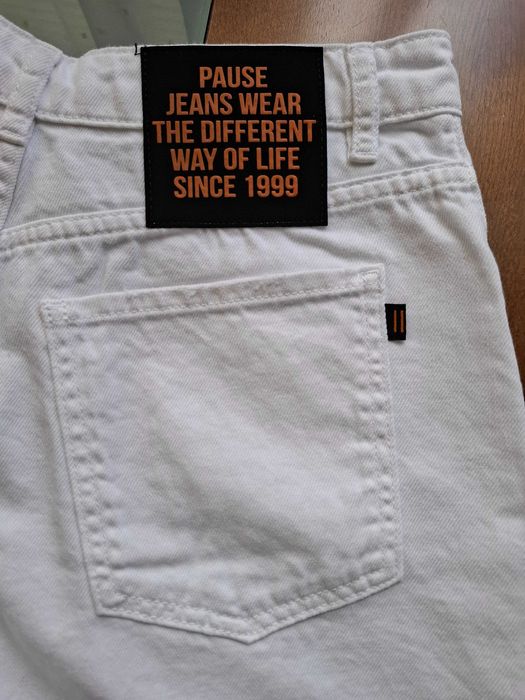 PAUSE
JEANS WEAR
THE DIFFERENT
WAY OF LIFE
SINCE 1999